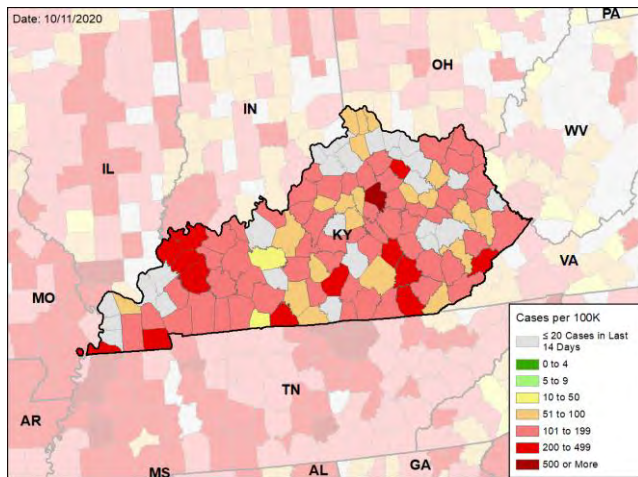 Date: 10/11/2020
PA
OH
IN
WV
IL
KY
VA
MO
TN
AR
MS
AL
GA
Cases per 100K
≤ 20 Cases in Last
14 Days
0 to 4
5 to 9
10 to 50
51 to 100
101 to 199
200 to 499
500 or More